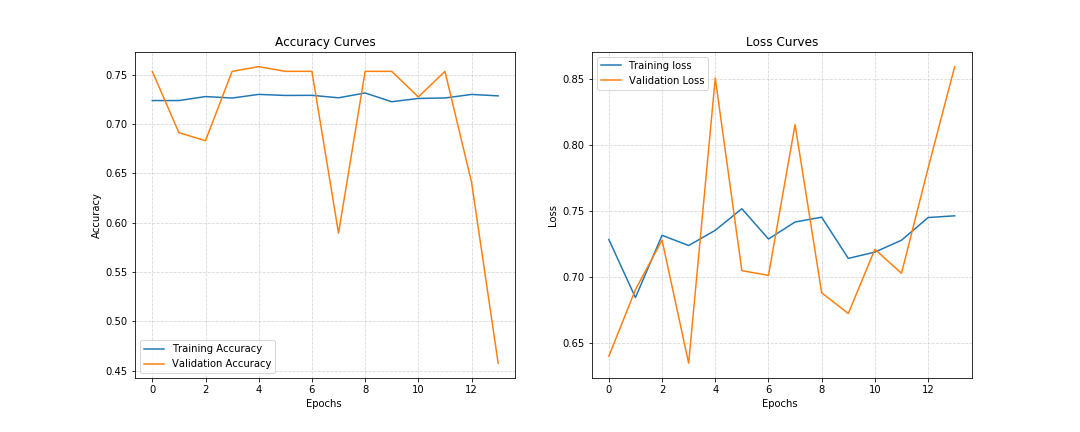 Accuracy Curves
0.75
0.70
0.65
0.60
0.55
0.50
0.45
Accuracy
Training Accuracy
Validation Accuracy
0 2 4 6 8 10 12
Epochs
Loss Curves
Training loss
Validation Loss
0.85
0.80
0.75
0.70
0.65
Loss
0 2 4 6 8 10 12
Epochs